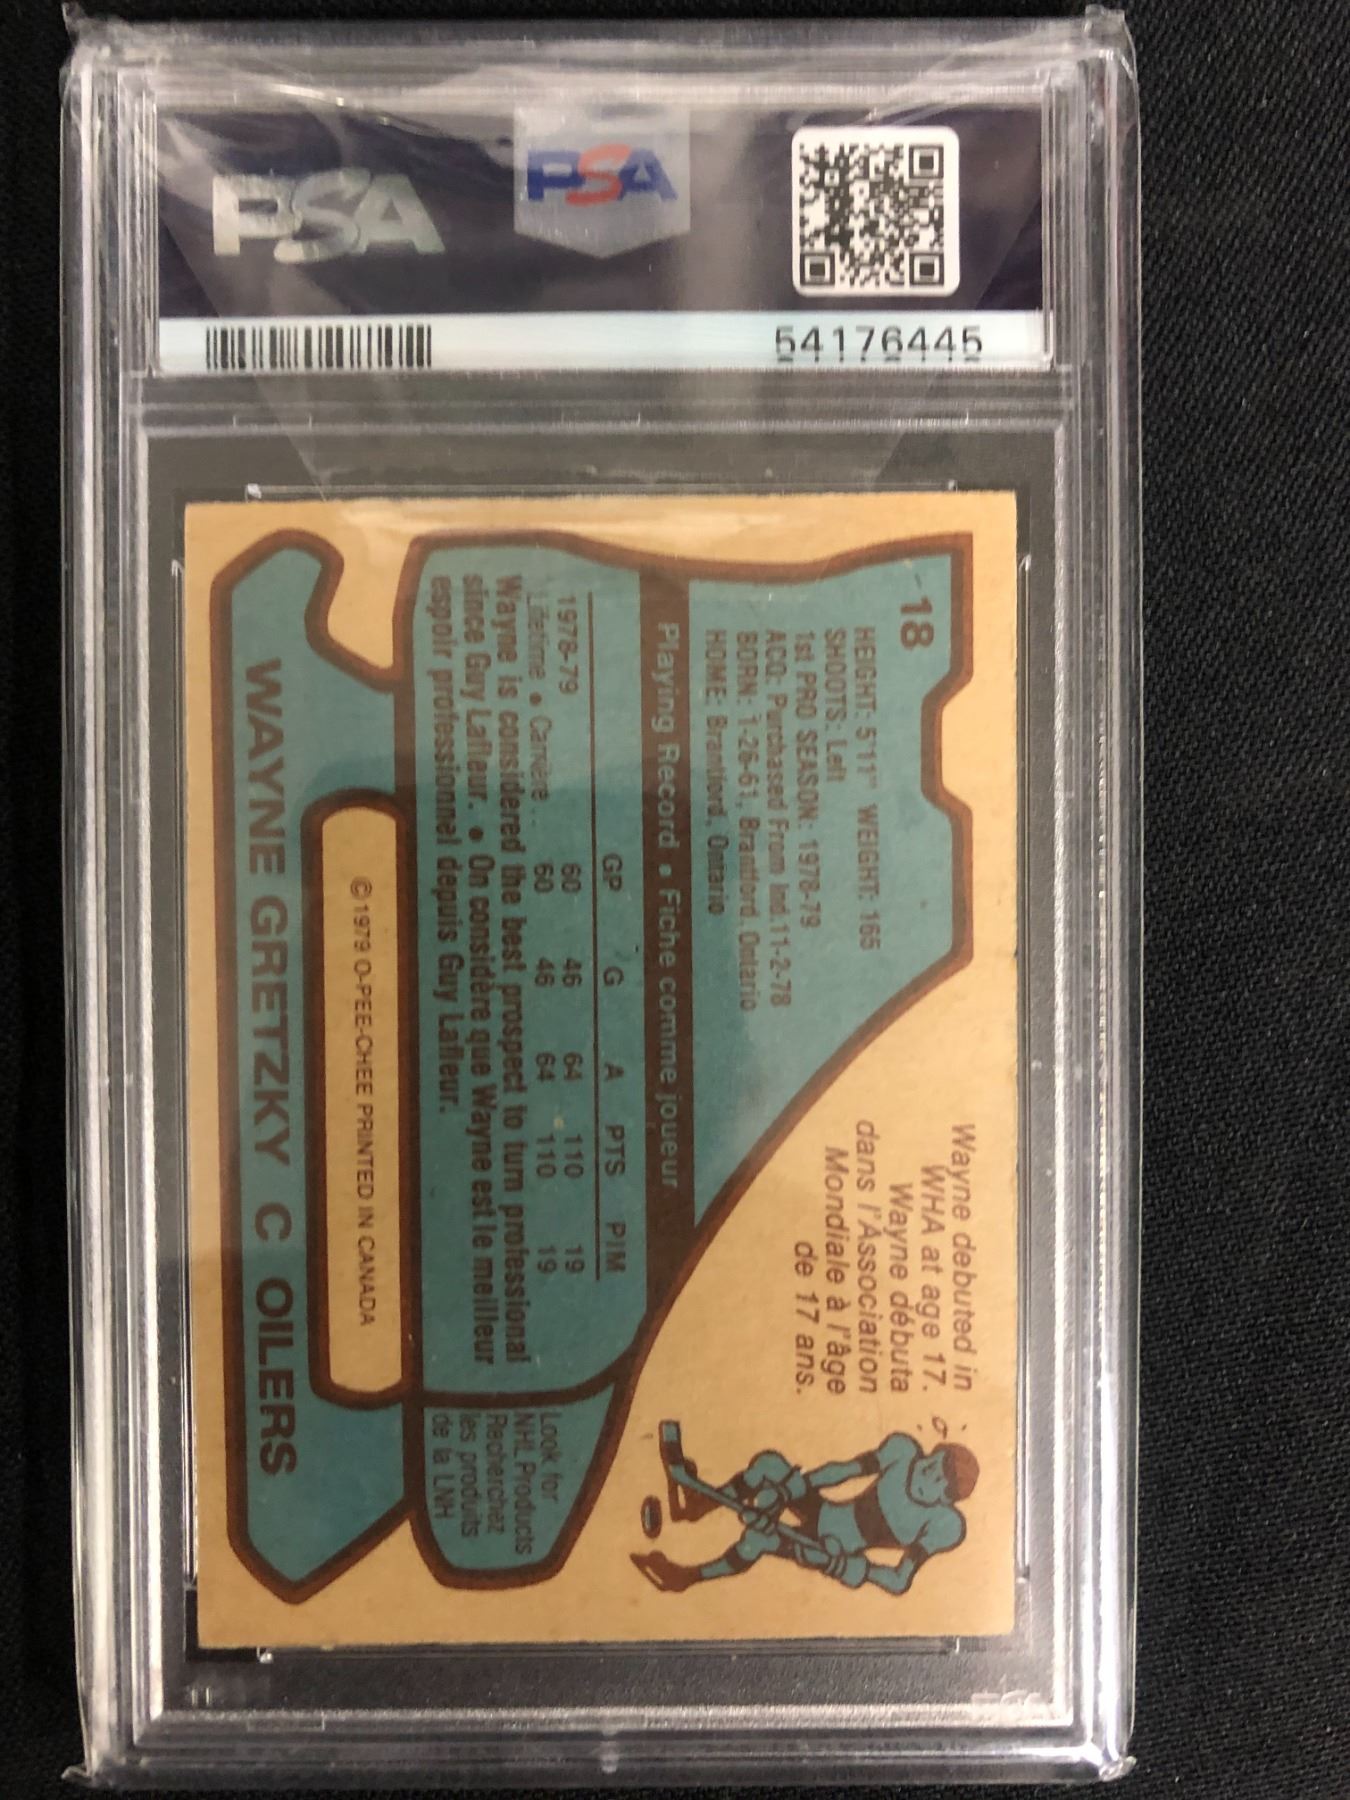 PSA
PSA
54176445
18
HEIGHT: 5'11" WEIGHT: 165
SHOOTS: Left
1st PRO SEASON: 1978-79
ACQ: Purchased From Ind. 11-2-78
BORN: 1-26-61, Brantford, Ontario
HOME: Brantford, Ontario
Wayne debuted in
WHA at age 17.
Wayne débuta
dans l'Association
Mondiale à l'âge
de 17 ans.
Playing Record • Fiche comme joueur
GP G A PTS PIM
1978-79 60 46 64 110 19
Lifetime • Carrière.. 60 46 64 110 19
Wayne is considered the best prospect to turn professional
since Guy Lafleur. • On considère que Wayne est le meilleur
espoir professionnel depuis Guy Lafleur.
Look for
NHL Products
Recherchez
les produits
de la LNH
©1979 O-PEE-CHEE PRINTED IN CANADA
WAYNE GRETZKY C OILERS